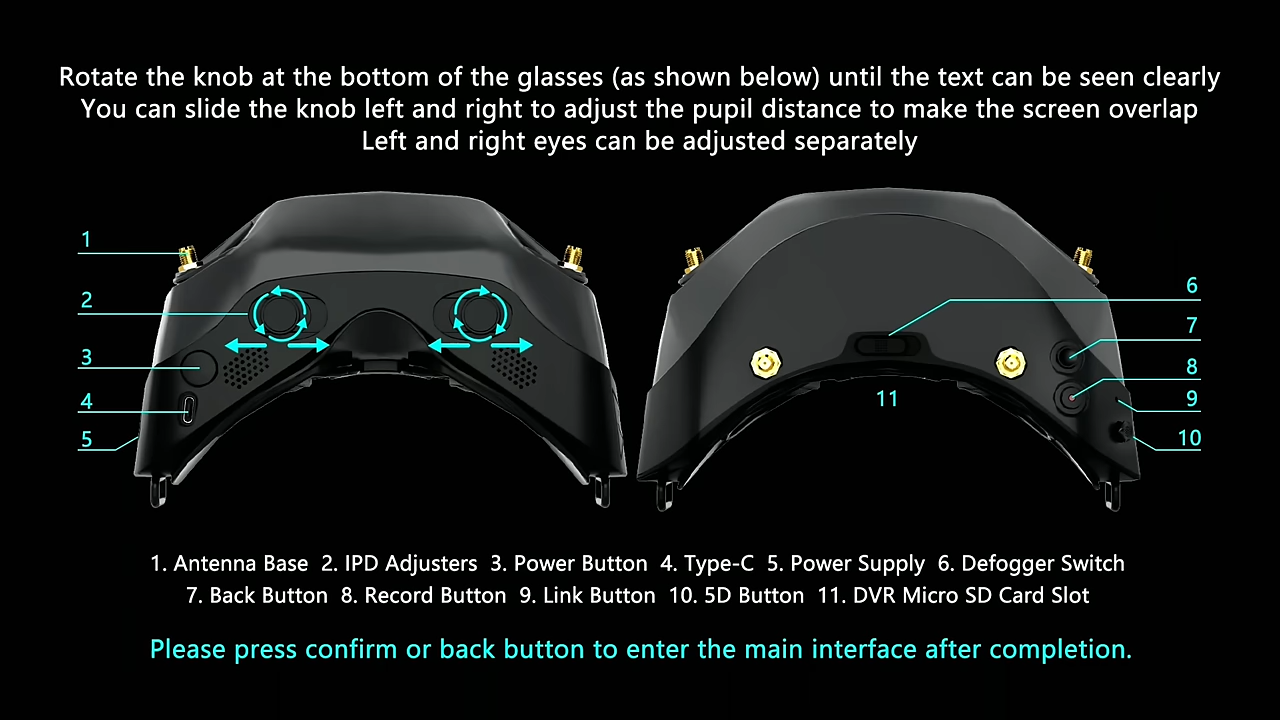 Rotate the knob at the bottom of the glasses (as shown below) until the text can be seen clearly
You can slide the knob left and right to adjust the pupil distance to make the screen overlap
Left and right eyes can be adjusted separately
1
2
3
4
5
6
7
8
9
10
11
1. Antenna Base 2. IPD Adjusters 3. Power Button 4. Type-C 5. Power Supply 6. Defogger Switch
7. Back Button 8. Record Button 9. Link Button 10. 5D Button 11. DVR Micro SD Card Slot
Please press confirm or back button to enter the main interface after completion.